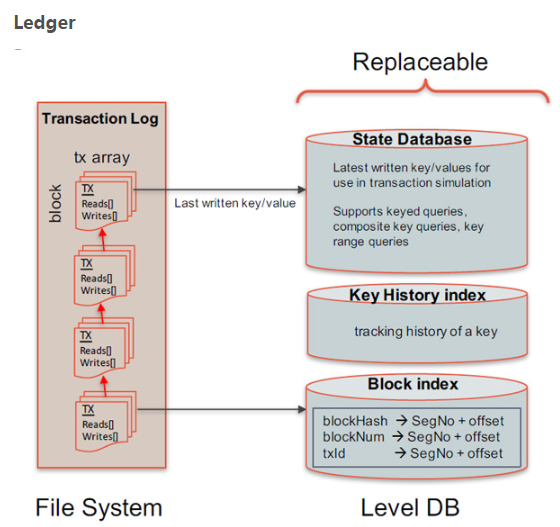 Ledger
Replaceable
Transaction Log
tx array
block
TX
Reads[]
Writes[]
TX
Reads[]
Writes[]
TX
Reads[]
Writes[]
TX
Reads[]
Writes[]
Last written key/value
State Database
Latest written key/values for
use in transaction simulation
Supports keyed queries,
composite key queries, key
range queries
Key History index
tracking history of a key
Block index
blockHash → SegNo + offset
blockNum → SegNo + offset
txId → SegNo + offset
File System
Level DB